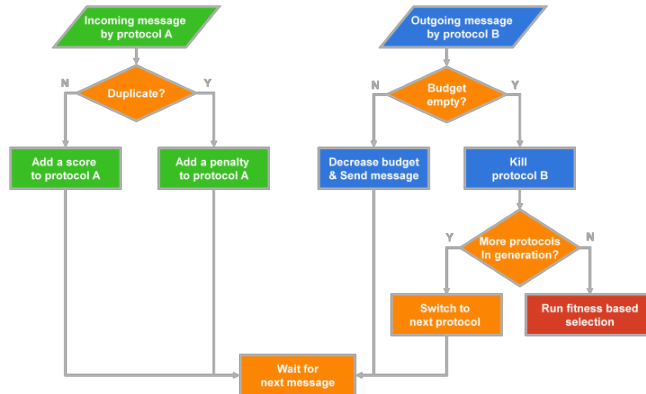 Incoming message
by protocol A
Outgoing message
by protocol B
N
Duplicate?
Y
N
Budget
empty?
Y
Add a score
to protocol A
Add a penalty
to protocol A
Decrease budget
& Send message
Kill
protocol B
Y
More protocols
In generation?
N
Switch to
next protocol
Run fitness based
selection
Wait for
next message